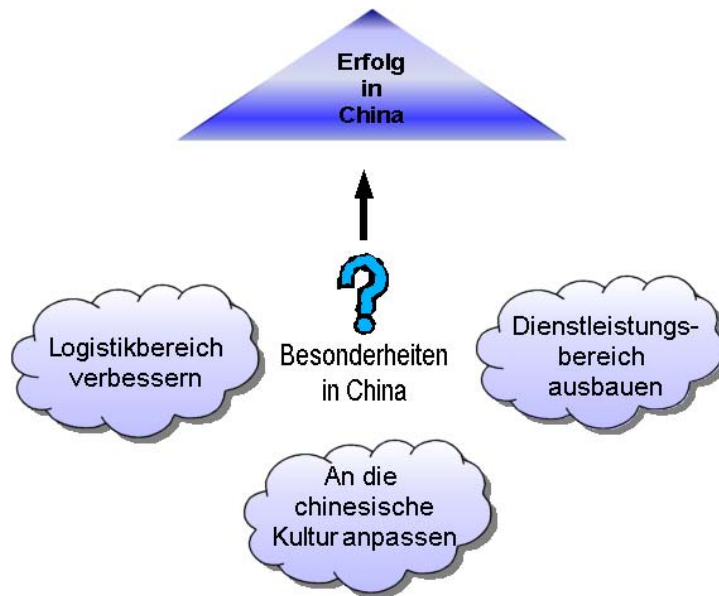 Erfolg
in
China
Logistikbereich
verbessern
?
Besonderheiten
in China
Dienstleistungs-
bereich
ausbauen
An die
chinesische
Kultur anpassen